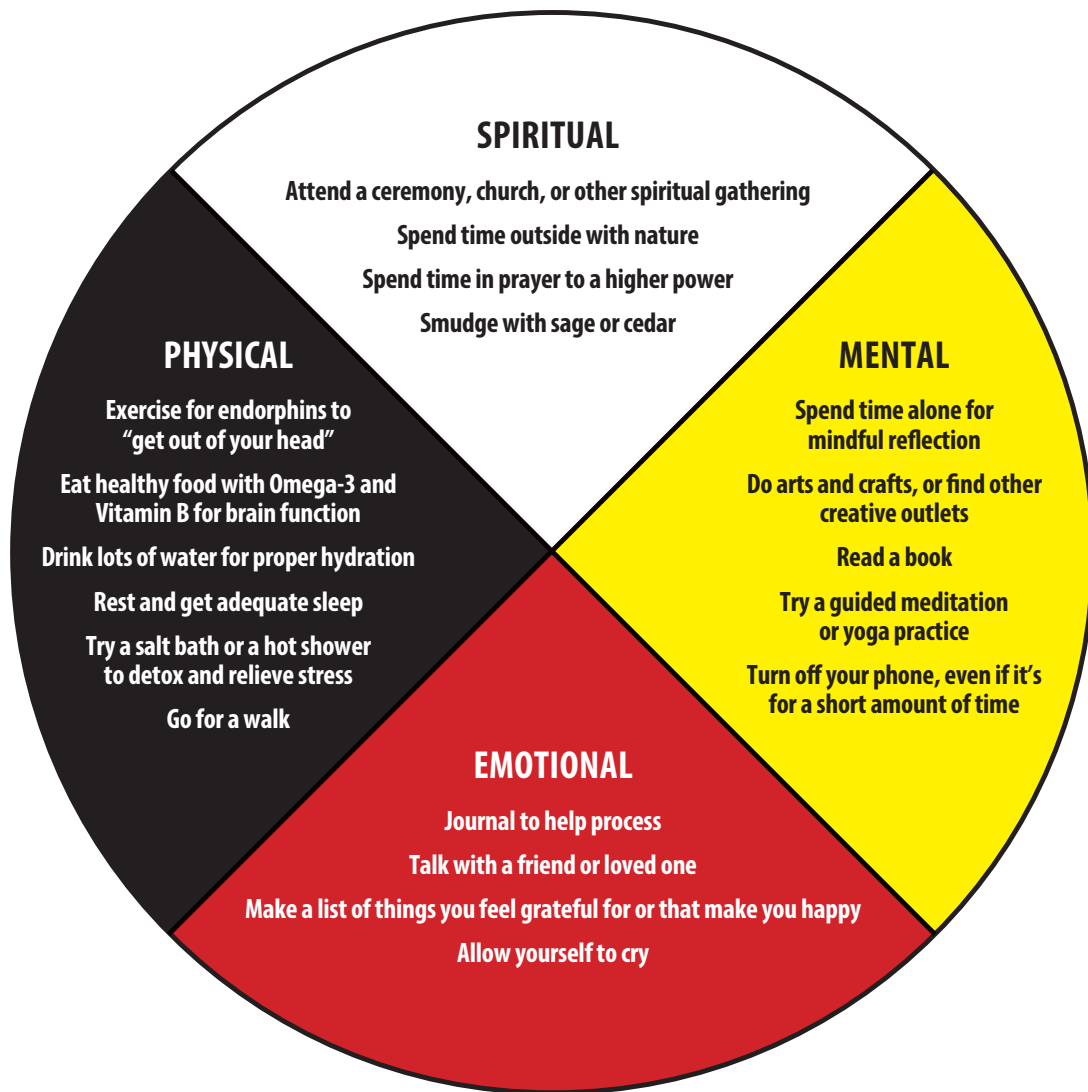 SPIRITUAL
Attend a ceremony, church, or other spiritual gathering
Spend time outside with nature
Spend time in prayer to a higher power
Smudge with sage or cedar
PHYSICAL
Exercise for endorphins to
“get out of your head”
Eat healthy food with Omega-3 and
Vitamin B for brain function
Drink lots of water for proper hydration
Rest and get adequate sleep
Try a salt bath or a hot shower
to detox and relieve stress
Go for a walk
MENTAL
Spend time alone for
mindful reflection
Do arts and crafts, or find other
creative outlets
Read a book
Try a guided meditation
or yoga practice
Turn off your phone, even if it’s
for a short amount of time
EMOTIONAL
Journal to help process
Talk with a friend or loved one
Make a list of things you feel grateful for or that make you happy
Allow yourself to cry